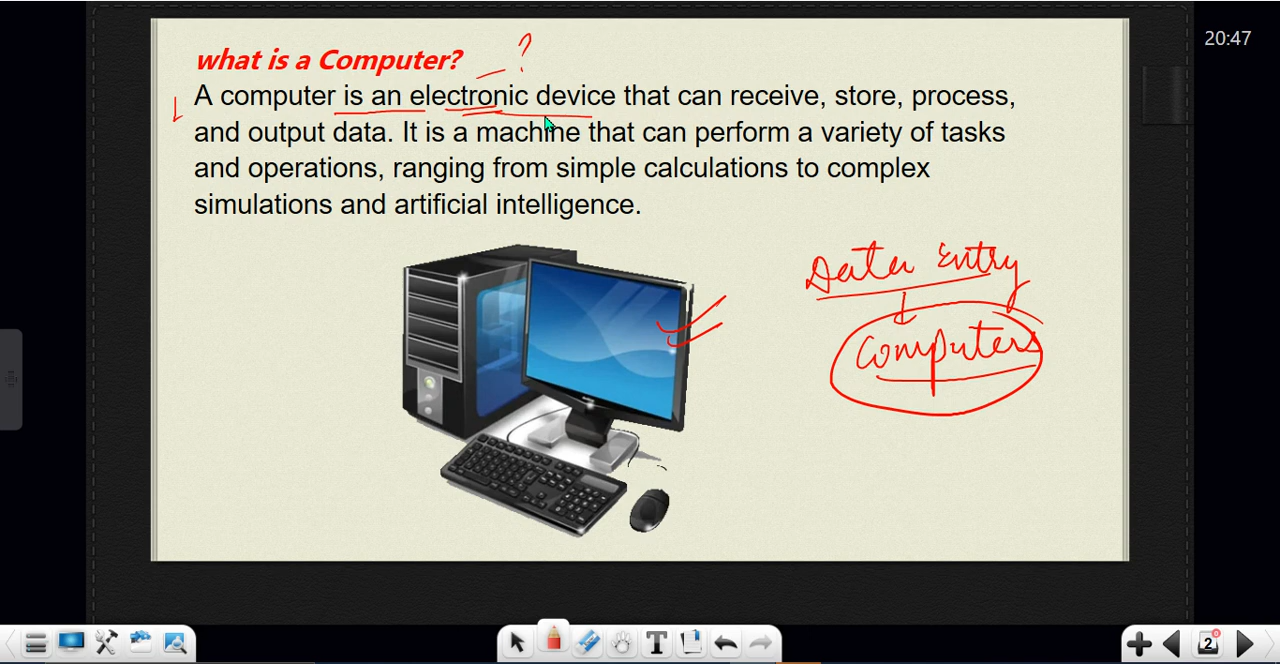 20:47
what is a Computer?
?
A computer is an electronic device that can receive, store, process,
and output data. It is a machine that can perform a variety of tasks
and operations, ranging from simple calculations to complex
simulations and artificial intelligence.
Data Entry
Computers
T
2